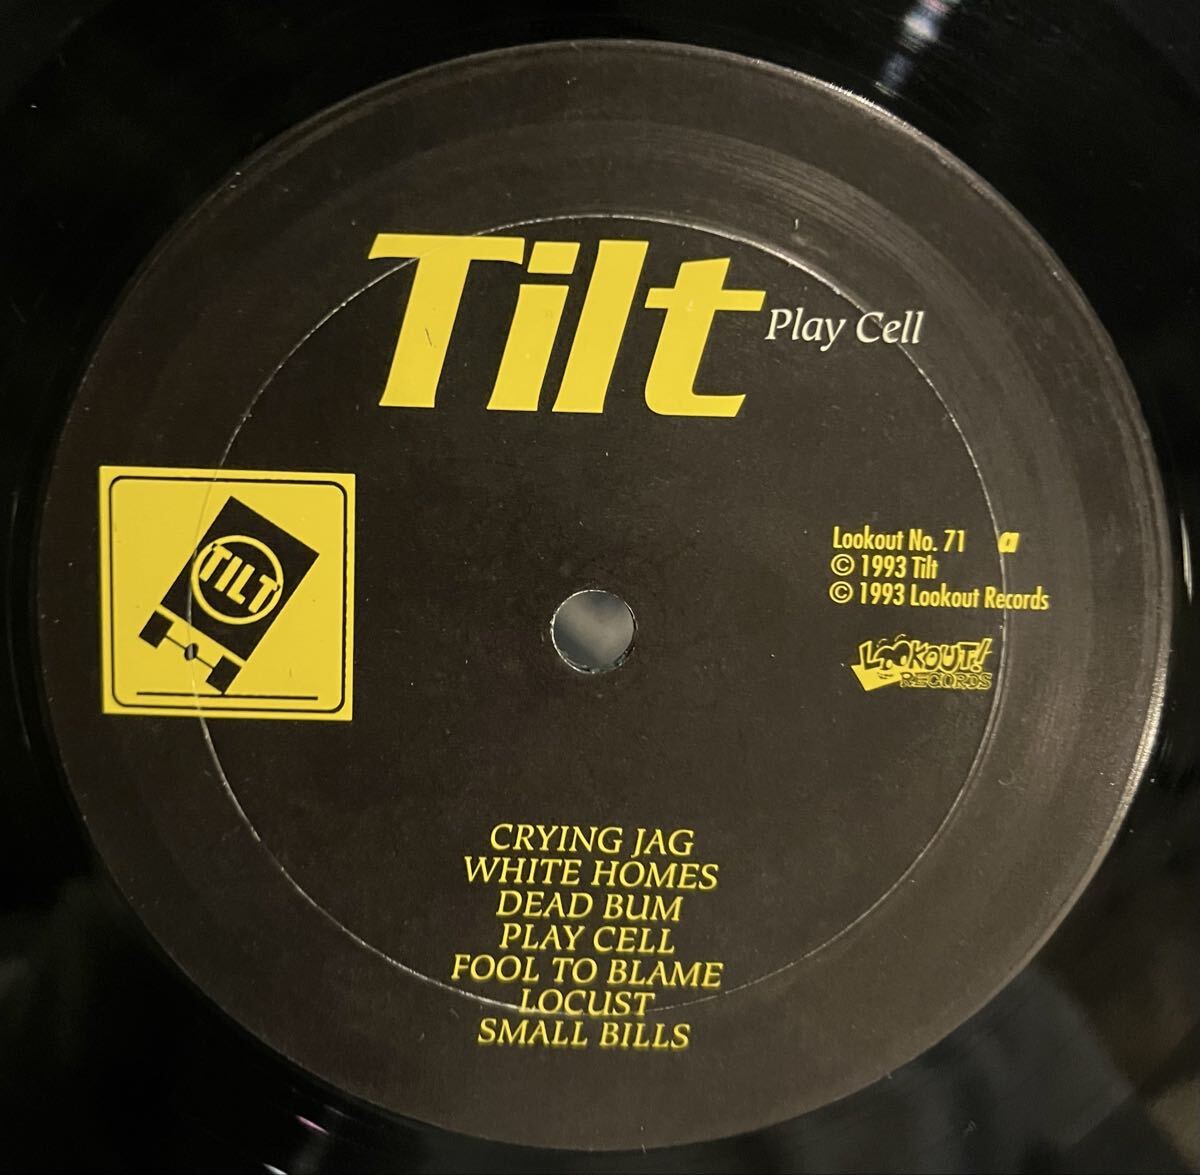 Tilt
Play Cell
TILT
Lookout No. 71 a
© 1993 Tilt
© 1993 Lookout Records
LOOKOUT!
RECORDS
CRYING JAG
WHITE HOMES
DEAD BUM
PLAY CELL
FOOL TO BLAME
LOCUST
SMALL BILLS